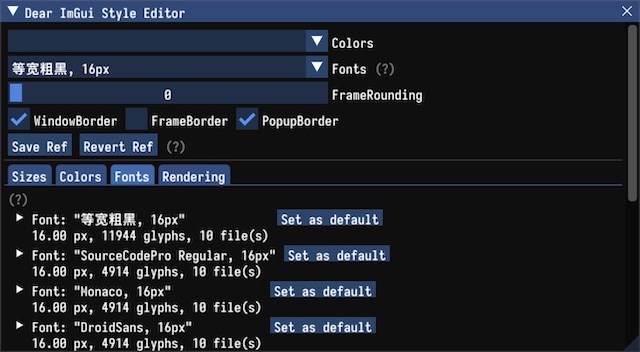 Dear ImGui Style Editor
Colors
等宽粗黑, 16px Fonts (?)
0 FrameRounding
WindowBorder FrameBorder PopupBorder
Save Ref Revert Ref (?)
Sizes Colors Fonts Rendering
(?)
Font: "等宽粗黑, 16px" Set as default
16.00 px, 11944 glyphs, 10 file(s)
Font: "SourceCodePro Regular, 16px" Set as default
16.00 px, 4914 glyphs, 10 file(s)
Font: "Monaco, 16px" Set as default
16.00 px, 4914 glyphs, 10 file(s)
Font: "DroidSans, 16px" Set as default
16.00 px, 4914 glyphs, 10 file(s)